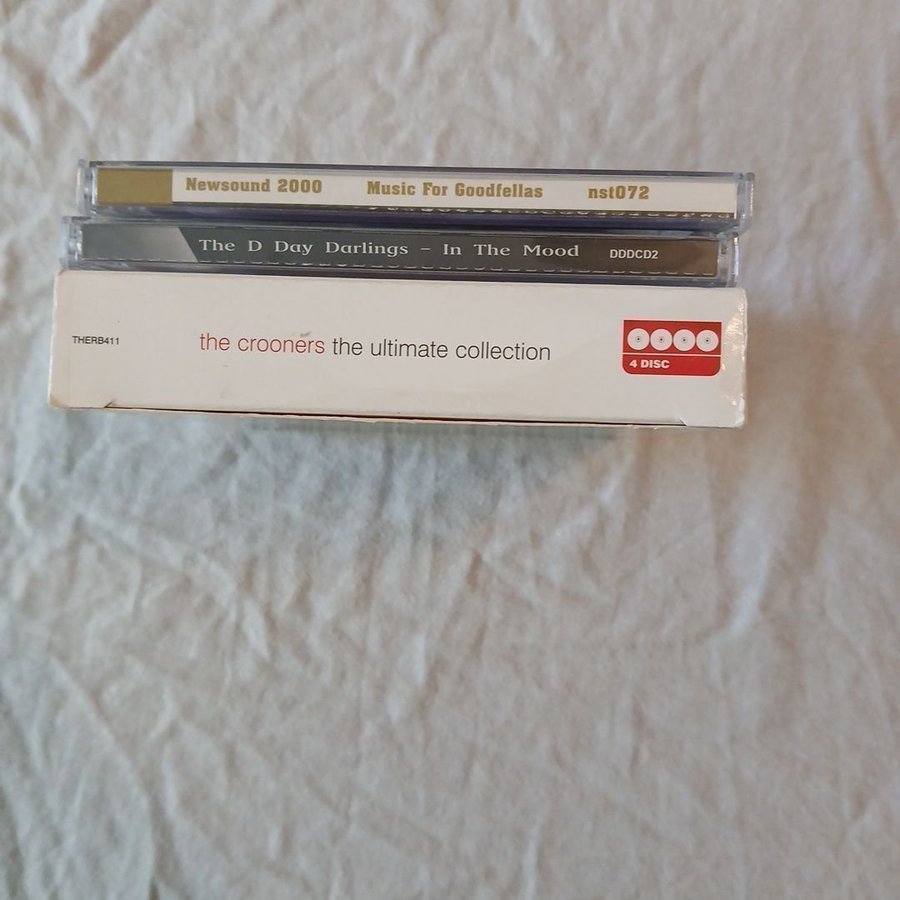 Newsound 2000 Music For Goodfellas nst072
The D Day Darlings - In The Mood DDDCD2
THERB411 the crooners the ultimate collection
4 DISC